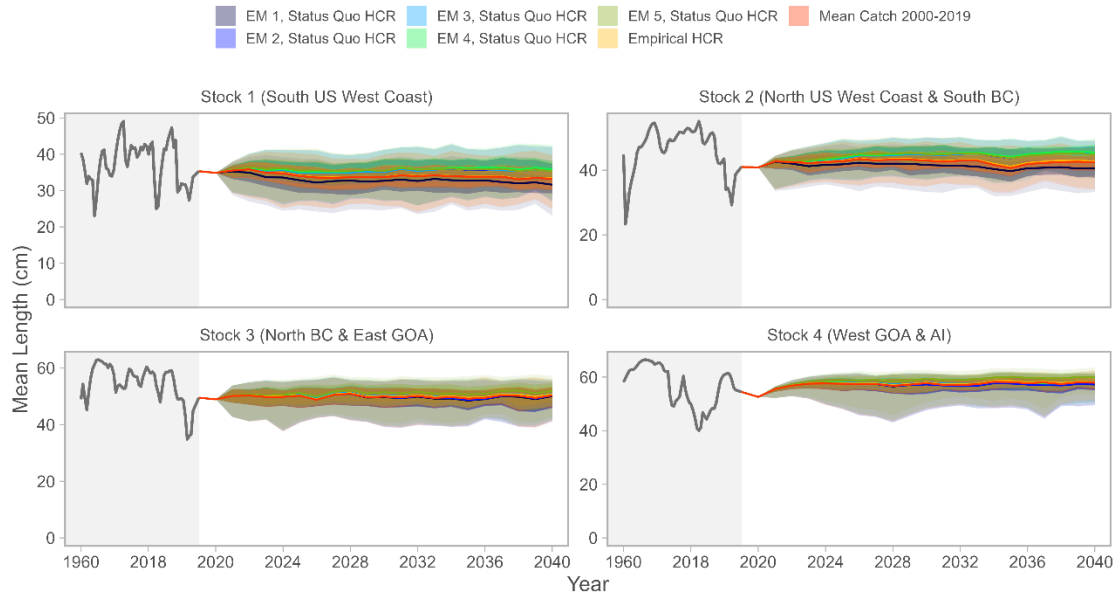 EM 1, Status Quo HCR EM 3, Status Quo HCR EM 5, Status Quo HCR Mean Catch 2000-2019
EM 2, Status Quo HCR EM 4, Status Quo HCR Empirical HCR
Stock 1 (South US West Coast) Stock 2 (North US West Coast & South BC)
50
40
30
20
10
0
40
20
0
Stock 3 (North BC & East GOA) Stock 4 (West GOA & AI)
60
40
20
0
60
40
20
0
Mean Length (cm)
1960 2018 2020 2024 2028 2032 2036 2040 1960 2018 2020 2024 2028 2032 2036 2040
Year